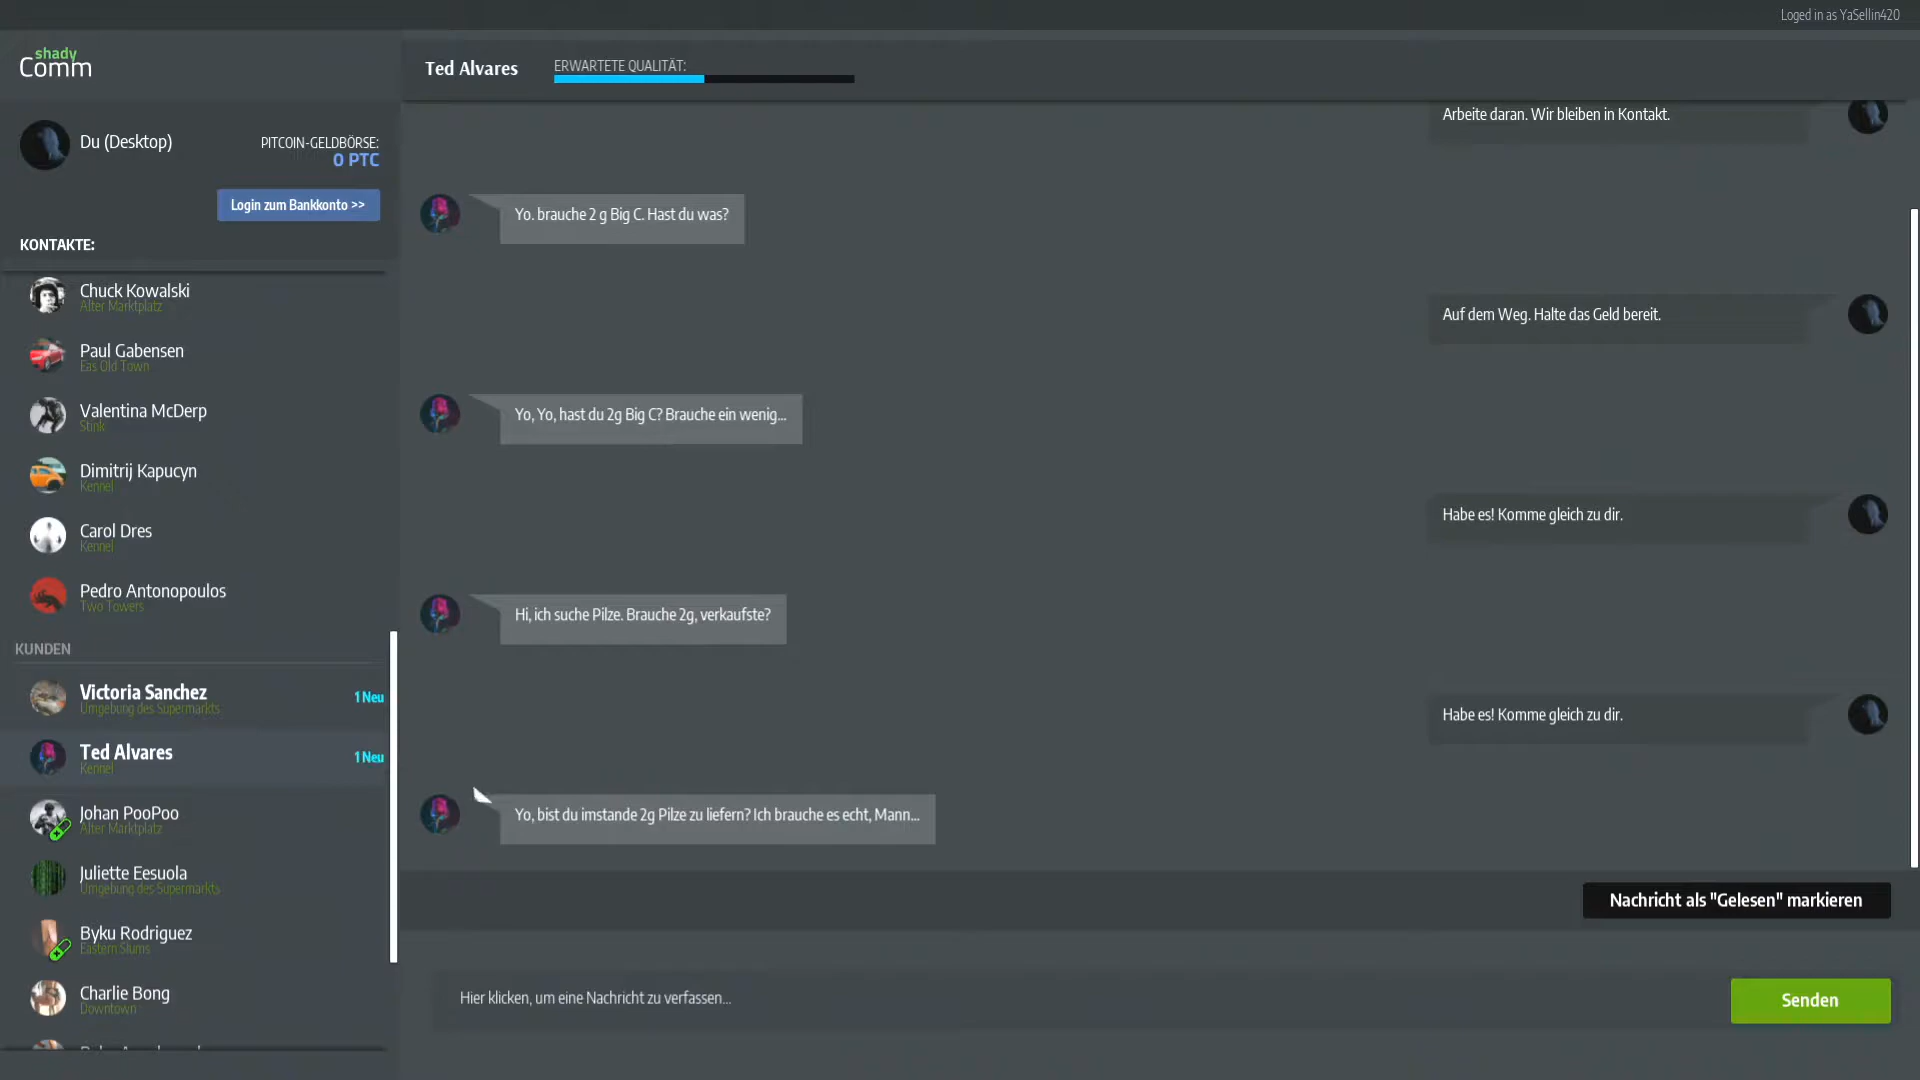 Loged in as YaSellin420
shady
Comm
Du (Desktop)
PITCOIN-GELDBÖRSE:
0 PTC
Login zum Bankkonto >>
KONTAKTE:
Chuck Kowalski
Alter Marktplatz
Paul Gabensen
Eas Old Town
Valentina McDerp
Stink
Dimitrij Kapucyn
Kennel
Carol Dres
Kennel
Pedro Antonopoulos
Two Towers
KUNDEN
Victoria Sanchez
Umgebung des Supermarkts
1 Neu
Ted Alvares
Kennel
1 Neu
Johan PooPoo
Alter Marktplatz
Juliette Eesuola
Umgebung des Supermarkts
Byku Rodriguez
Eastern Slums
Charlie Bong
Downtown
Ted Alvares
ERWARTETE QUALITÄT:
Arbeite daran. Wir bleiben in Kontakt.
Yo. brauche 2 g Big C. Hast du was?
Auf dem Weg. Halte das Geld bereit.
Yo, Yo, hast du 2g Big C? Brauche ein wenig...
Habe es! Komme gleich zu dir.
Hi, ich suche Pilze. Brauche 2g, verkaufste?
Habe es! Komme gleich zu dir.
Yo, bist du imstande 2g Pilze zu liefern? Ich brauche es echt, Mann...
Nachricht als "Gelesen" markieren
Hier klicken, um eine Nachricht zu verfassen...
Senden